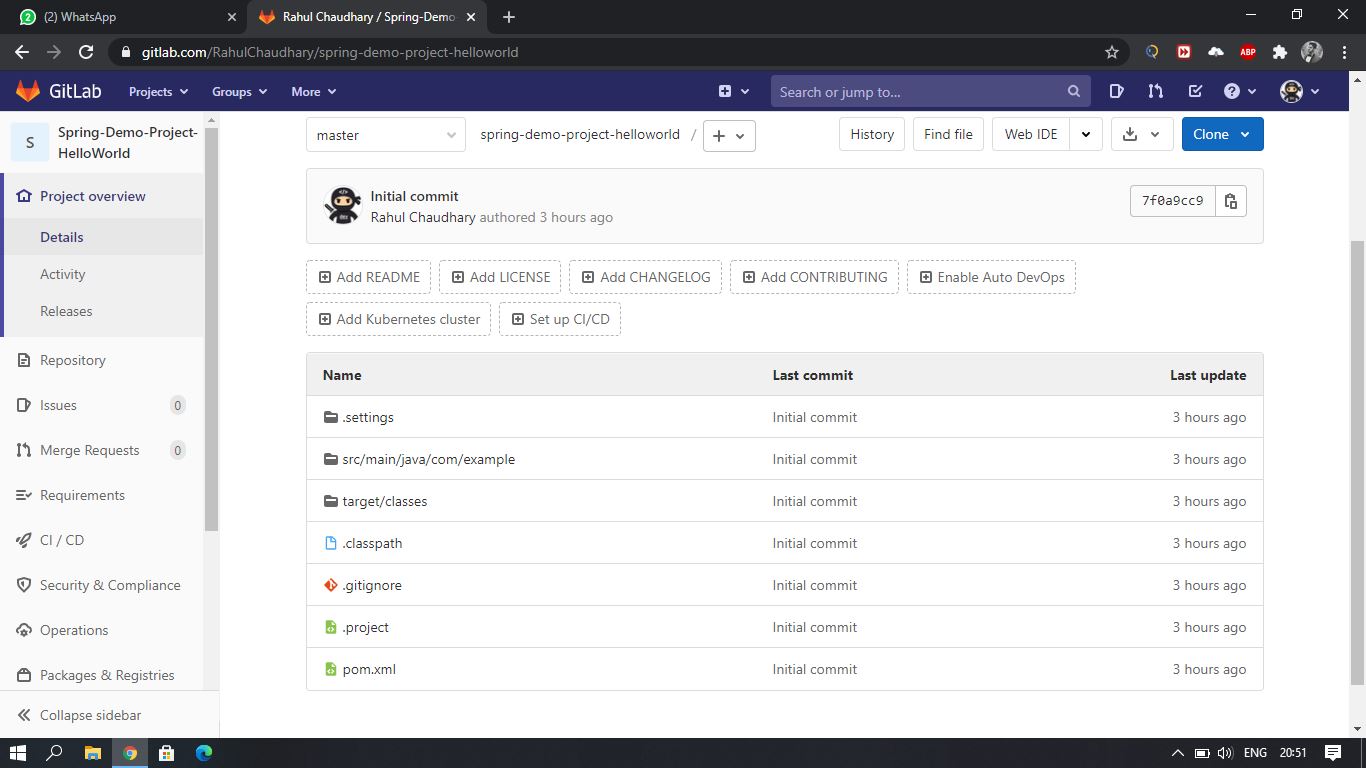 (2) WhatsApp
Rahul Chaudhary / Spring-Demo-
gitlab.com/RahulChaudhary/spring-demo-project-helloworld
ABP
GitLab Projects Groups More Search or jump to...
S Spring-Demo-Project-HelloWorld
Project overview
Details
Activity
Releases
Repository
Issues 0
Merge Requests 0
Requirements
CI / CD
Security & Compliance
Operations
Packages & Registries
Collapse sidebar
master spring-demo-project-helloworld / + History Find file Web IDE Clone
Initial commit
Rahul Chaudhary authored 3 hours ago
7f0a9cc9
Add README Add LICENSE Add CHANGELOG Add CONTRIBUTING Enable Auto DevOps
Add Kubernetes cluster Set up CI/CD
Name Last commit Last update
.settings Initial commit 3 hours ago
src/main/java/com/example Initial commit 3 hours ago
target/classes Initial commit 3 hours ago
.classpath Initial commit 3 hours ago
.gitignore Initial commit 3 hours ago
.project Initial commit 3 hours ago
pom.xml Initial commit 3 hours ago
ENG 20:51